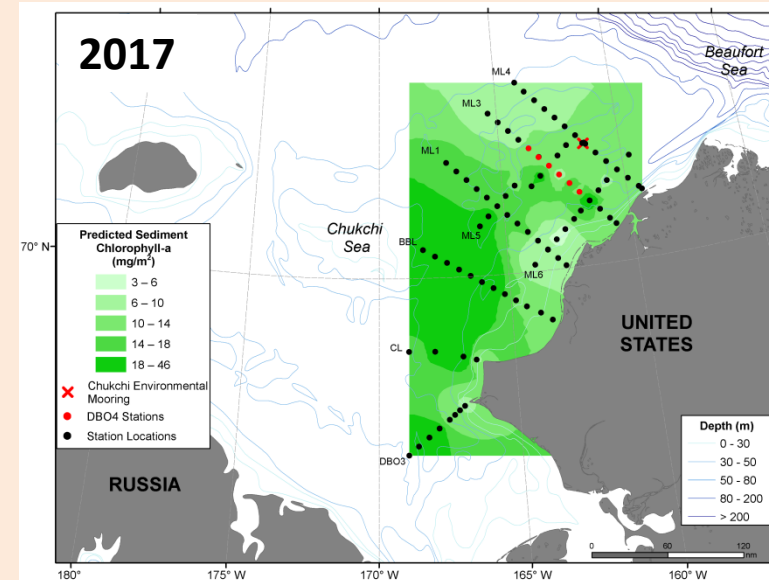 2017
Beaufort
Sea
ML4
ML3
ML1
Chukchi
Sea
70° N
BBL
ML5
ML6
Predicted Sediment
Chlorophyll-a
(mg/m²)
3 – 6
6 – 10
10 – 14
14 – 18
18 – 46
Chukchi Environmental
Mooring
DBO4 Stations
Station Locations
UNITED
STATES
CL
DBO3
RUSSIA
Depth (m)
0 - 30
30 - 50
50 - 80
80 - 200
> 200
0 60 120
nm
180° 175° W 170° W 165° W 160° W